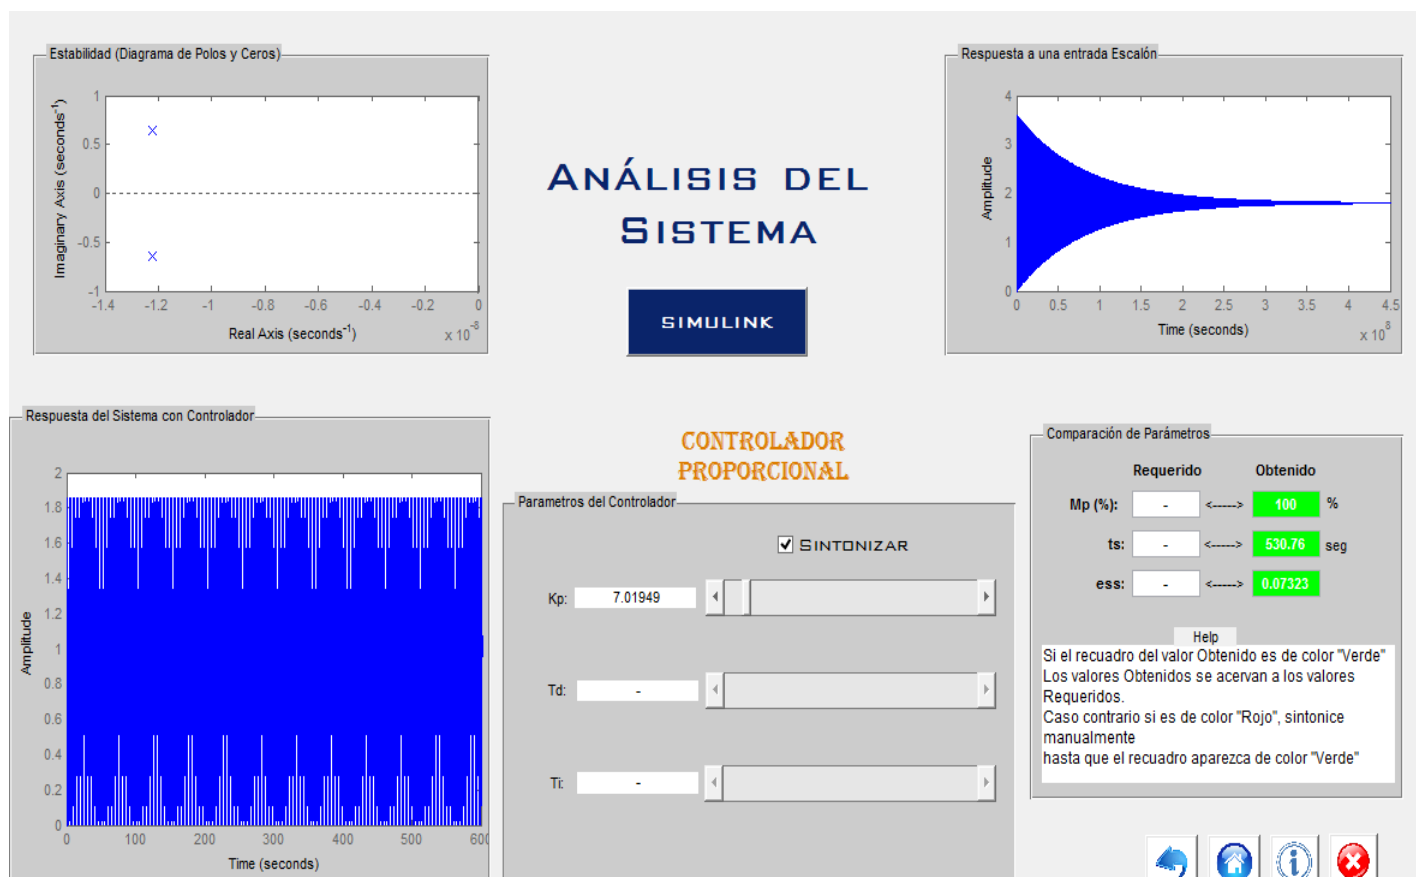 Estabilidad (Diagrama de Polos y Ceros)
Imaginary Axis (seconds⁻¹)
1
0.5
0
-0.5
-1
-1.4 -1.2 -1 -0.8 -0.6 -0.4 -0.2 0
Real Axis (seconds⁻¹)
x 10⁻⁸
ANÁLISIS DEL
SISTEMA
SIMULINK
Respuesta a una entrada Escalón
Amplitude
4
3
2
1
0
0 0.5 1 1.5 2 2.5 3 3.5 4 4.5
Time (seconds)
x 10⁸
Respuesta del Sistema con Controlador
Amplitude
2
1.8
1.6
1.4
1.2
1
0.8
0.6
0.4
0.2
0
0 100 200 300 400 500 600
Time (seconds)
CONTROLADOR
PROPORCIONAL
Parametros del Controlador
SINTONIZAR
Kp: 7.01949
Td: -
Ti: -
Comparación de Parámetros
Requerido Obtenido
Mp (%): - <-----> 100 %
ts: - <-----> 530.76 seg
ess: - <-----> 0.07323
Help
Si el recuadro del valor Obtenido es de color "Verde"
Los valores Obtenidos se acervan a los valores
Requeridos.
Caso contrario si es de color "Rojo", sintonice
manualmente
hasta que el recuadro aparezca de color "Verde"